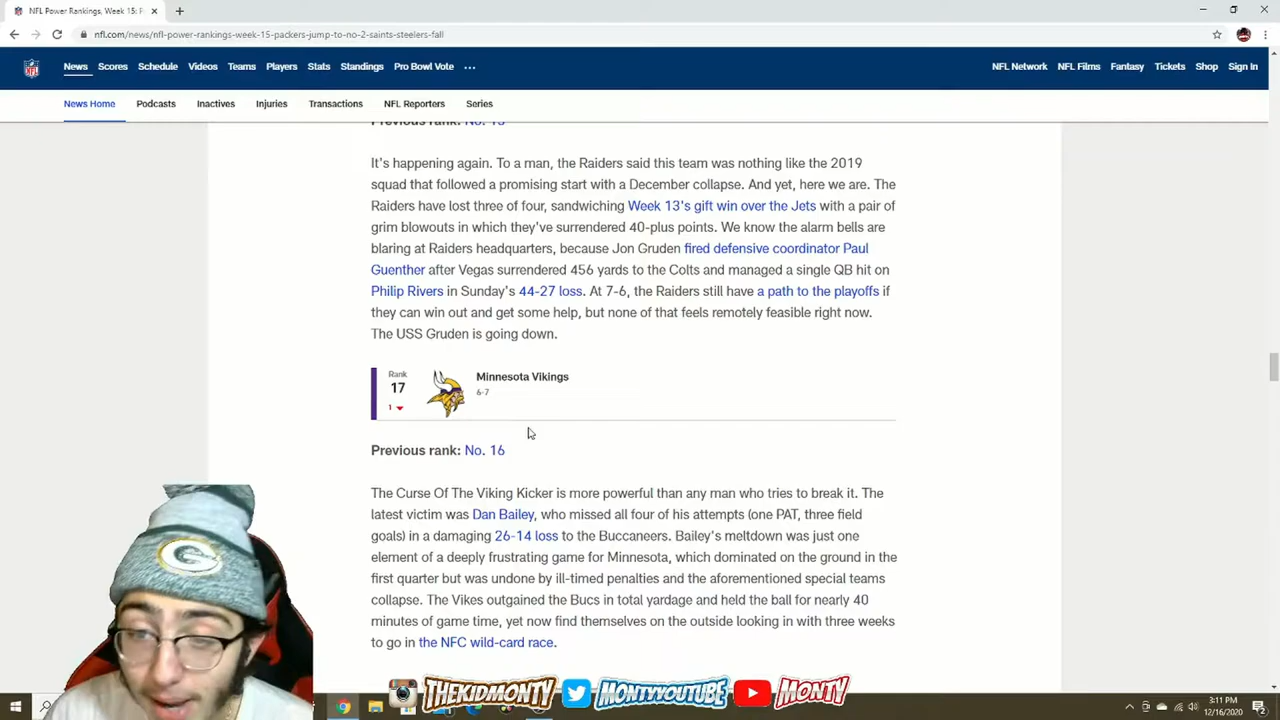 NFL Power Rankings, Week 15: P
nfl.com/news/nfl-power-rankings-week-15-packers-jump-to-no-2-saints-steelers-fall
News Scores Schedule Videos Teams Players Stats Standings Pro Bowl Vote ... NFL Network NFL Films Fantasy Tickets Shop Sign In
News Home Podcasts Inactives Injuries Transactions NFL Reporters Series
It's happening again. To a man, the Raiders said this team was nothing like the 2019
squad that followed a promising start with a December collapse. And yet, here we are. The
Raiders have lost three of four, sandwiching Week 13's gift win over the Jets with a pair of
grim blowouts in which they've surrendered 40-plus points. We know the alarm bells are
blaring at Raiders headquarters, because Jon Gruden fired defensive coordinator Paul
Guenther after Vegas surrendered 456 yards to the Colts and managed a single QB hit on
Philip Rivers in Sunday's 44-27 loss. At 7-6, the Raiders still have a path to the playoffs if
they can win out and get some help, but none of that feels remotely feasible right now.
The USS Gruden is going down.
Rank
17
1
Minnesota Vikings
6-7
Previous rank: No. 16
The Curse Of The Viking Kicker is more powerful than any man who tries to break it. The
latest victim was Dan Bailey, who missed all four of his attempts (one PAT, three field
goals) in a damaging 26-14 loss to the Buccaneers. Bailey's meltdown was just one
element of a deeply frustrating game for Minnesota, which dominated on the ground in the
first quarter but was undone by ill-timed penalties and the aforementioned special teams
collapse. The Vikes outgained the Bucs in total yardage and held the ball for nearly 40
minutes of game time, yet now find themselves on the outside looking in with three weeks
to go in the NFC wild-card race.
THEKIDMONTY MONTYYOUTUBE MONTY
3:11 PM
12/16/2020